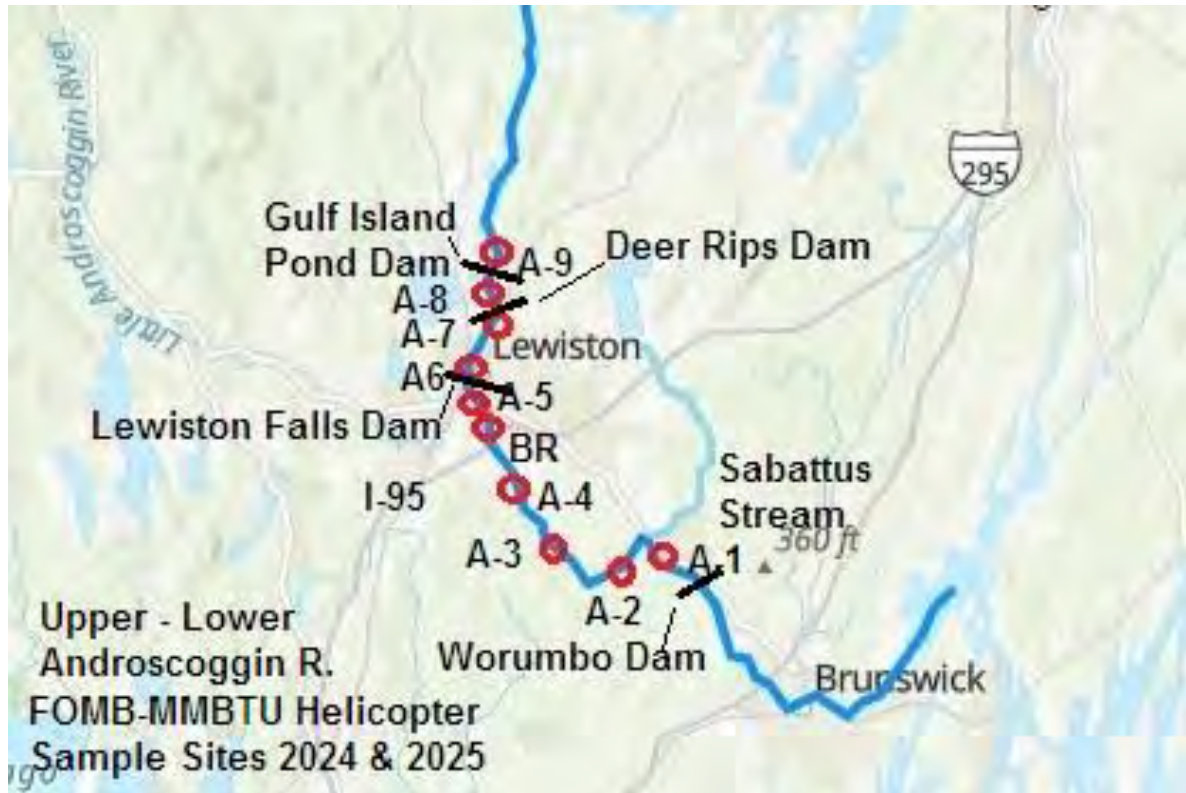 Little Androscoggin River
295
Gulf Island
Pond Dam
A-9
Deer Rips Dam
A-8
A-7
Lewiston
A6
A-5
Lewiston Falls Dam
BR
I-95
A-4
Sabattus
Stream
360 ft
A-3
A-1
A-2
Worumbo Dam
Brunswick
Upper - Lower
Androscoggin R.
FOMB-MMBTU Helicopter
Sample Sites 2024 & 2025
ago